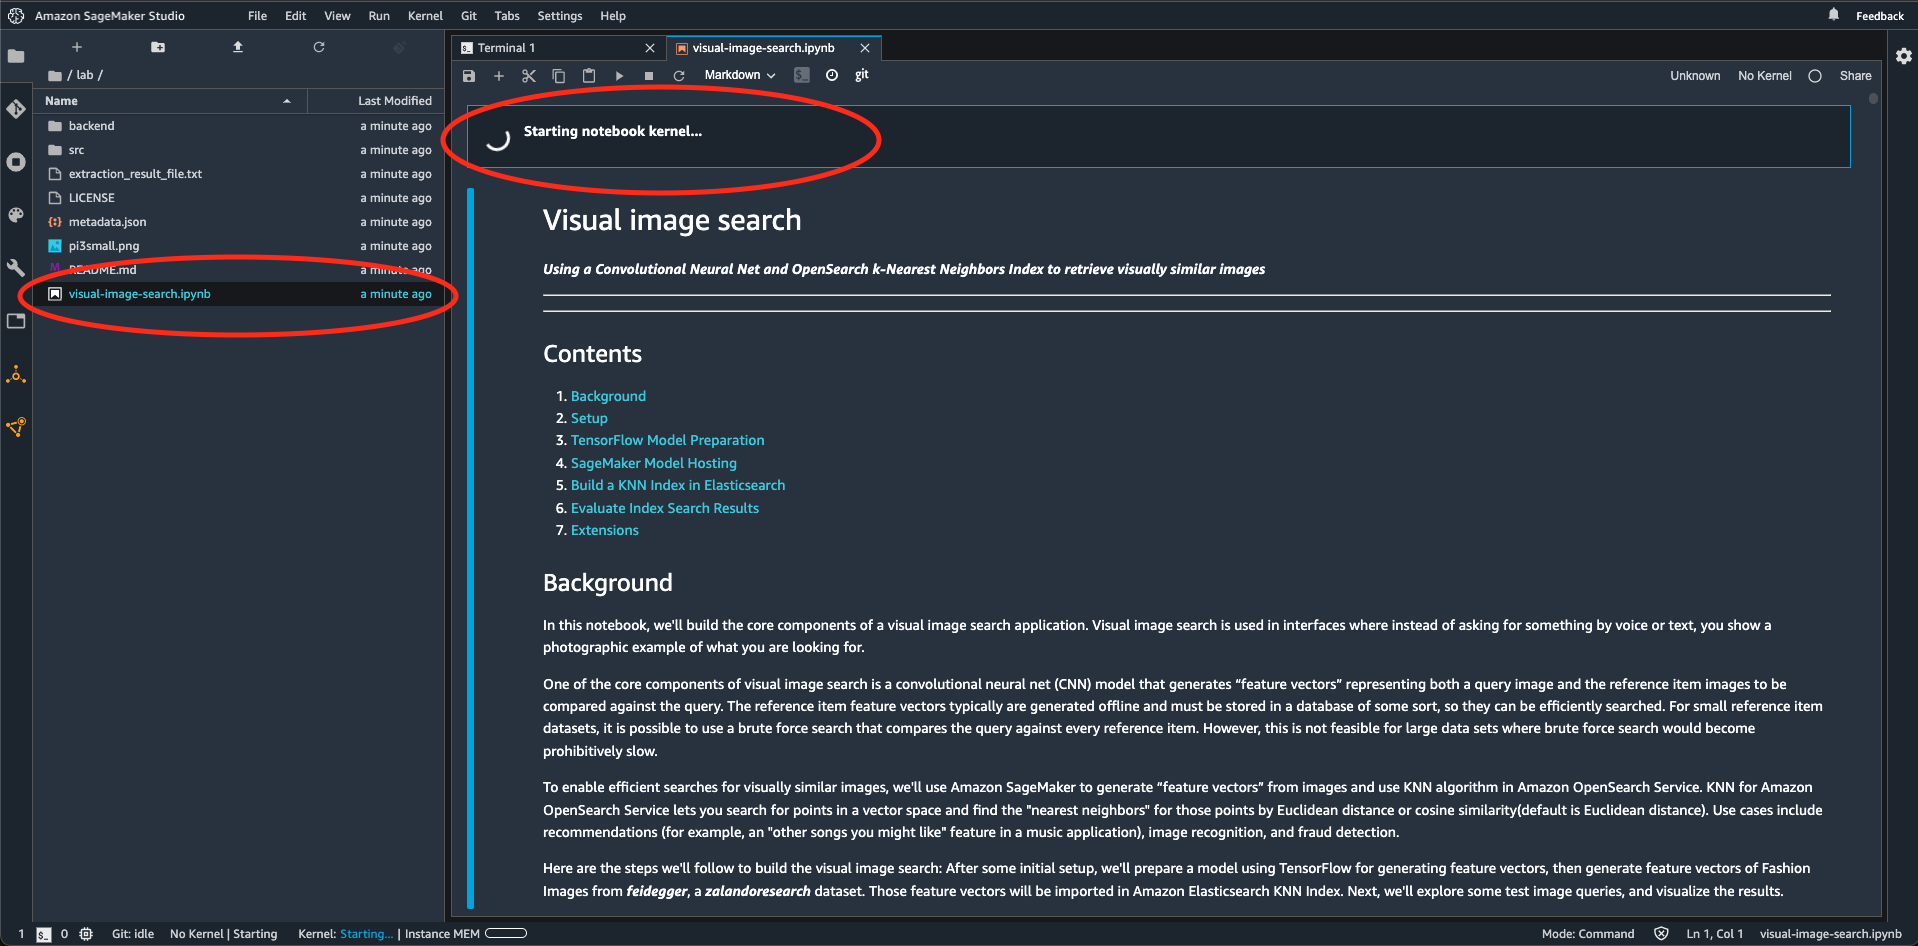 Amazon SageMaker Studio File Edit View Run Kernel Git Tabs Settings Help Feedback
/ lab /
Name Last Modified
backend a minute ago
src a minute ago
extraction_result_file.txt a minute ago
LICENSE a minute ago
metadata.json a minute ago
pi3small.png a minute ago
README.md a minute ago
visual-image-search.ipynb a minute ago
Terminal 1 visual-image-search.ipynb
Markdown git Unknown No Kernel Share
Starting notebook kernel...
Visual image search
Using a Convolutional Neural Net and OpenSearch k-Nearest Neighbors Index to retrieve visually similar images
Contents
1. Background
2. Setup
3. TensorFlow Model Preparation
4. SageMaker Model Hosting
5. Build a KNN Index in Elasticsearch
6. Evaluate Index Search Results
7. Extensions
Background
In this notebook, we'll build the core components of a visual image search application. Visual image search is used in interfaces where instead of asking for something by voice or text, you show a
photographic example of what you are looking for.
One of the core components of visual image search is a convolutional neural net (CNN) model that generates “feature vectors” representing both a query image and the reference item images to be
compared against the query. The reference item feature vectors typically are generated offline and must be stored in a database of some sort, so they can be efficiently searched. For small reference item
datasets, it is possible to use a brute force search that compares the query against every reference item. However, this is not feasible for large data sets where brute force search would become
prohibitively slow.
To enable efficient searches for visually similar images, we'll use Amazon SageMaker to generate “feature vectors” from images and use KNN algorithm in Amazon OpenSearch Service. KNN for Amazon
OpenSearch Service lets you search for points in a vector space and find the "nearest neighbors" for those points by Euclidean distance or cosine similarity(default is Euclidean distance). Use cases include
recommendations (for example, an "other songs you might like" feature in a music application), image recognition, and fraud detection.
Here are the steps we'll follow to build the visual image search: After some initial setup, we'll prepare a model using TensorFlow for generating feature vectors, then generate feature vectors of Fashion
Images from feidegger, a zalandoresearch dataset. Those feature vectors will be imported in Amazon Elasticsearch KNN Index. Next, we'll explore some test image queries, and visualize the results.
1 0 Git: idle No Kernel | Starting Kernel: Starting... | Instance MEM Mode: Command Ln 1, Col 1 visual-image-search.ipynb